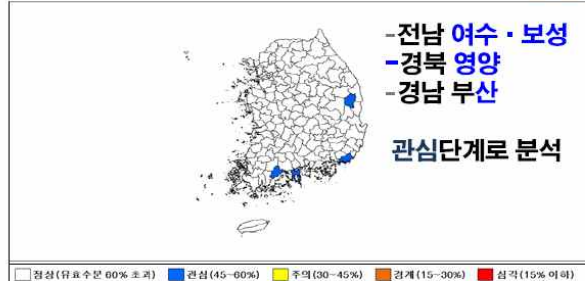 -전남 여수·보성
-경북 영양
-경남 부산
관심단계로 분석
정상(유효수분 60% 초과) 관심(45-60%) 주의(30-45%) 경계(15-30%) 심각(15% 이하)